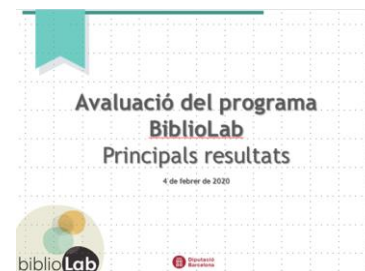 Avaluació del programa
BiblioLab
Principals resultats
4 de febrer de 2020
biblioLab
Diputació
Barcelona